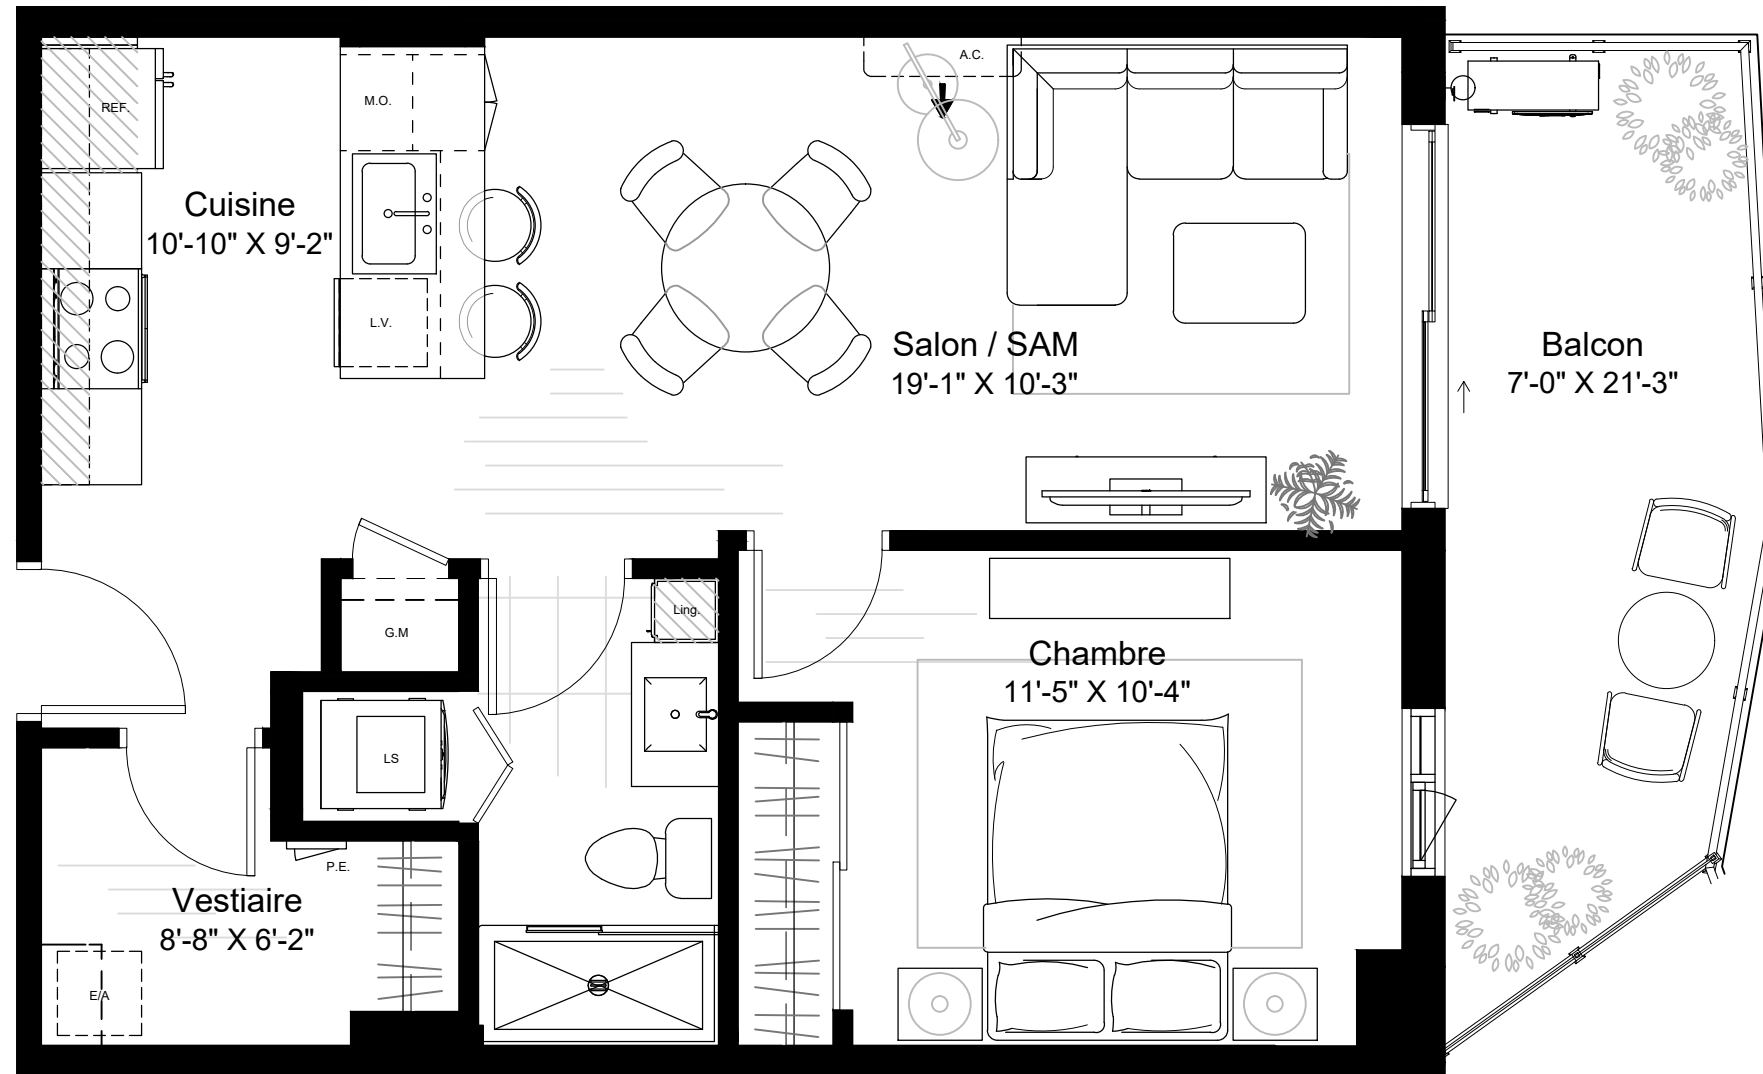 A.C.
REF.
M.O.
Cuisine
10'-10" X 9'-2"
L.V.
Salon / SAM
19'-1" X 10'-3"
Balcon
7'-0" X 21'-3"
Ling.
G.M
Chambre
11'-5" X 10'-4"
LS
P.E.
Vestiaire
8'-8" X 6'-2"
E/A